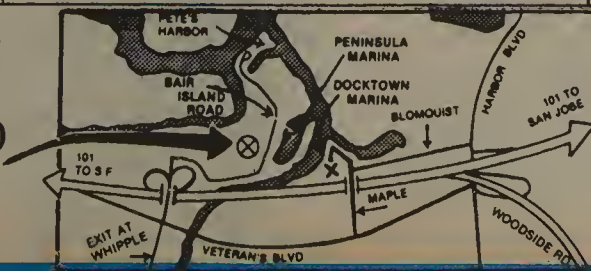 PETE'S
HARBOR
PENINSULA
MARINA
BAIR
ISLAND
ROAD
DOCKTOWN
MARINA
BLOMQUIST
HARBOR BLVD
101 TO
SAN JOSE
101
TO SF
X
MAPLE
EXIT AT
WHIPPLE
VETERAN'S BLVD
WOODSIDE RD